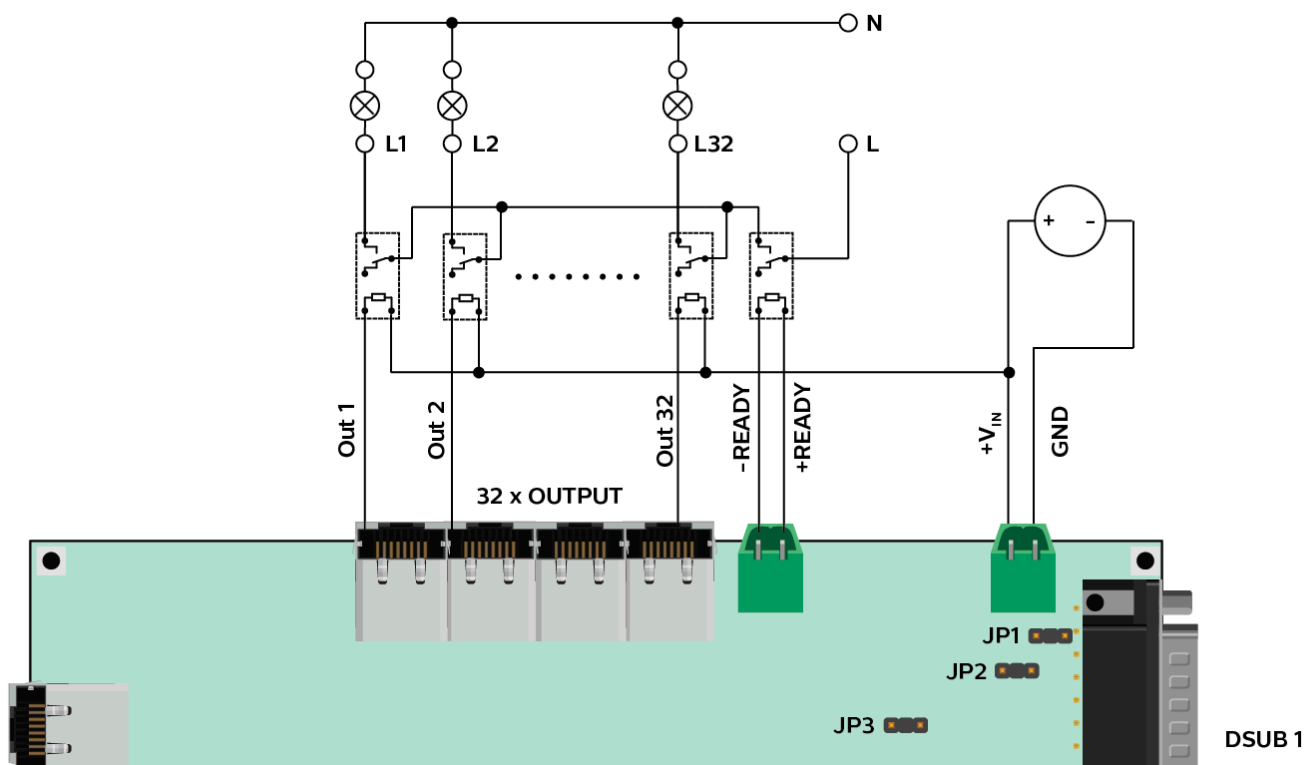 N
L1
L2
L32
L
+
-
Out 1
Out 2
Out 32
-READY
+READY
+VIN
GND
32 x OUTPUT
JP1
JP2
JP3
DSUB 1